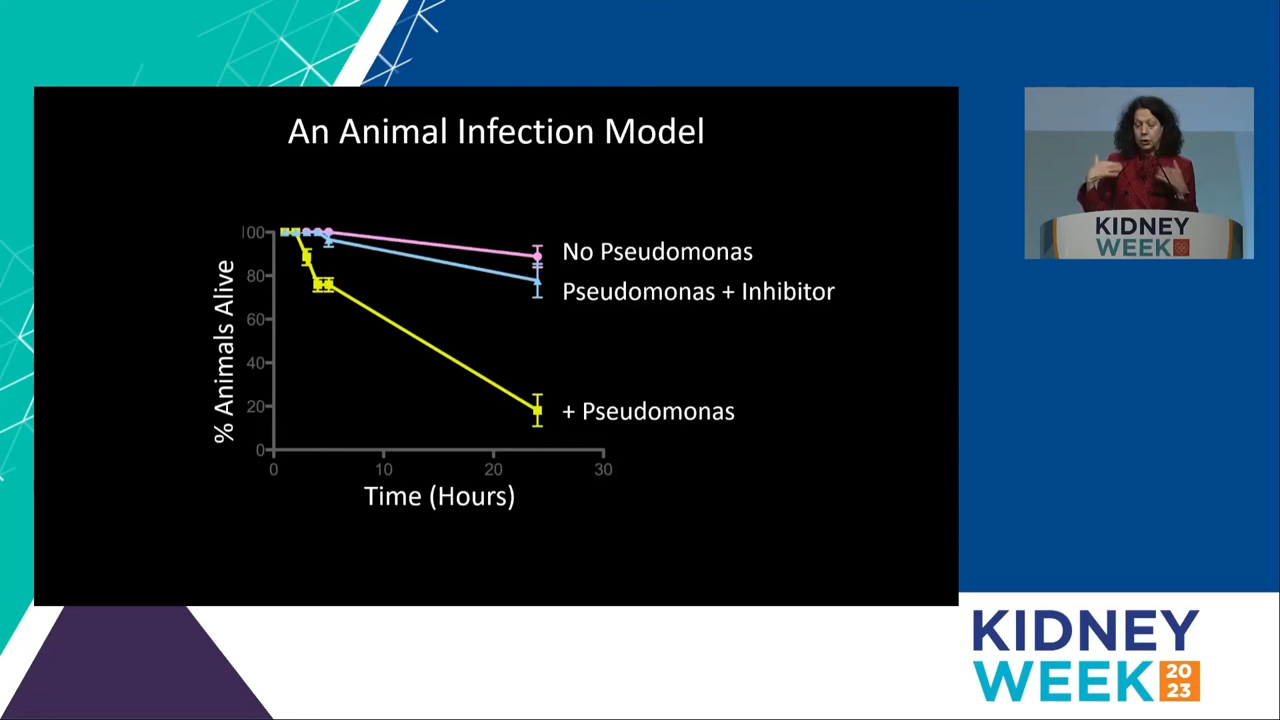 An Animal Infection Model
100
80
60
40
20
0
% Animals Alive
0 10 20 30
Time (Hours)
No Pseudomonas
Pseudomonas + Inhibitor
+ Pseudomonas
KIDNEY
WEEK
KIDNEY
WEEK 20
23